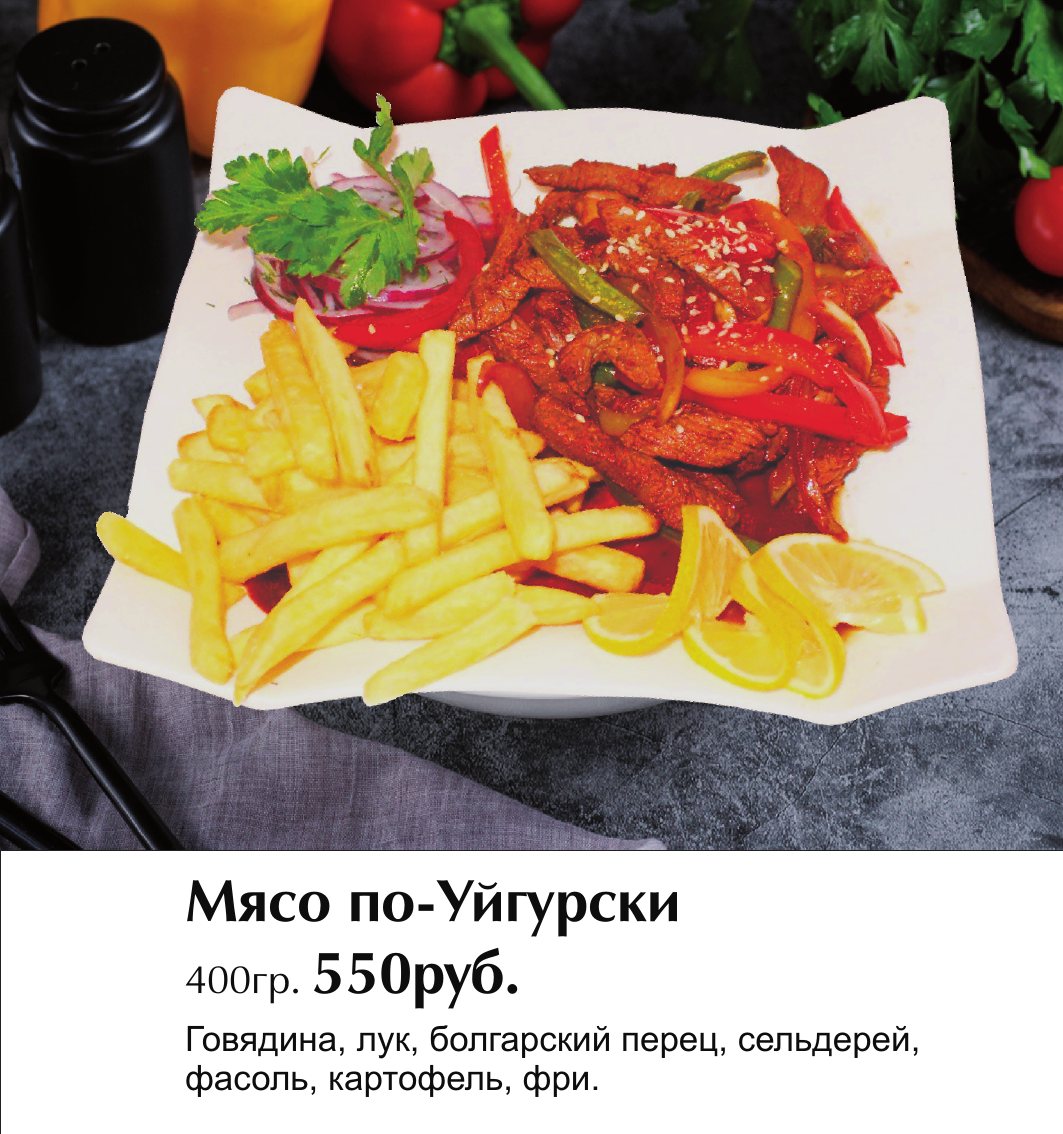 Мясо по-Уйгурски
400гр. 550руб.
Говядина, лук, болгарский перец, сельдерей,
фасоль, картофель, фри.